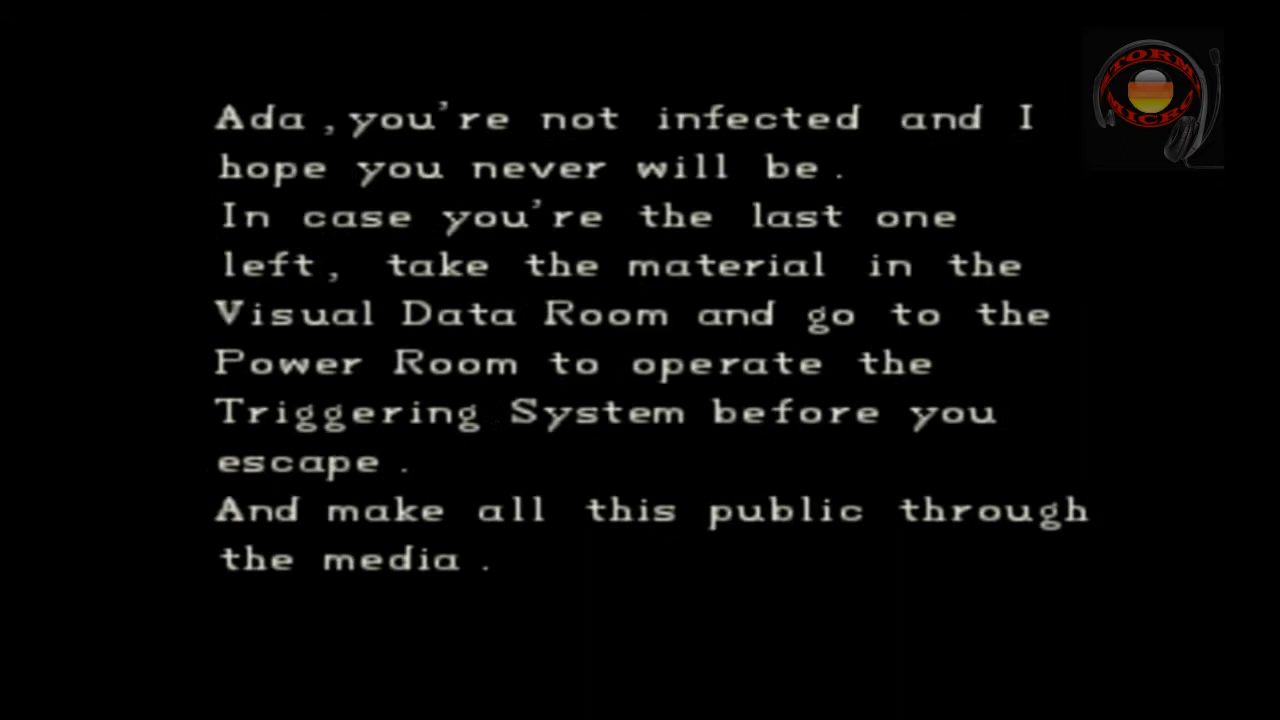 STORMY
MICRO
Ada, you're not infected and I
hope you never will be.
In case you're the last one
left, take the material in the
Visual Data Room and go to the
Power Room to operate the
Triggering System before you
escape.
And make all this public through
the media.